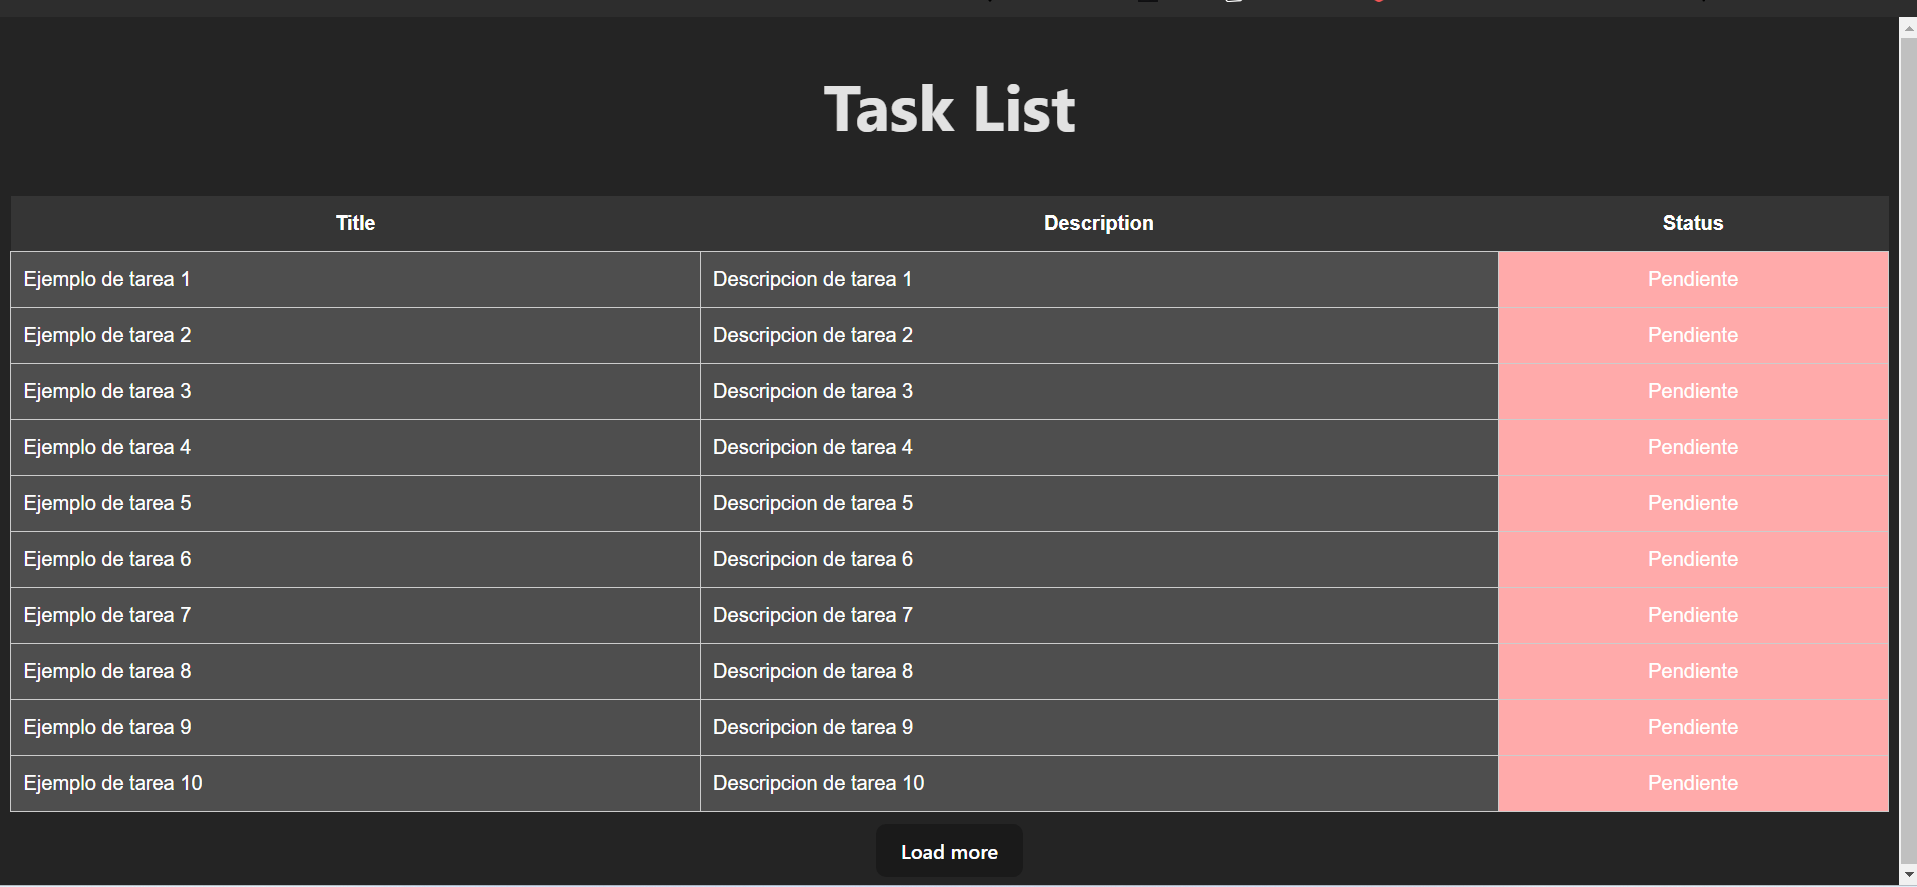 Task List
Title Description Status
Ejemplo de tarea 1 Descripcion de tarea 1 Pendiente
Ejemplo de tarea 2 Descripcion de tarea 2 Pendiente
Ejemplo de tarea 3 Descripcion de tarea 3 Pendiente
Ejemplo de tarea 4 Descripcion de tarea 4 Pendiente
Ejemplo de tarea 5 Descripcion de tarea 5 Pendiente
Ejemplo de tarea 6 Descripcion de tarea 6 Pendiente
Ejemplo de tarea 7 Descripcion de tarea 7 Pendiente
Ejemplo de tarea 8 Descripcion de tarea 8 Pendiente
Ejemplo de tarea 9 Descripcion de tarea 9 Pendiente
Ejemplo de tarea 10 Descripcion de tarea 10 Pendiente
Load more